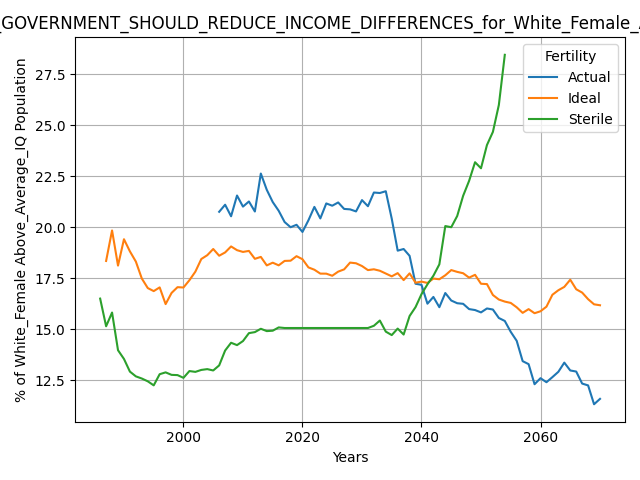 _GOVERNMENT_SHOULD_REDUCE_INCOME_DIFFERENCES_for_White_Female_
Fertility
Actual
Ideal
Sterile
% of White_Female Above_Average_IQ Population
27.5
25.0
22.5
20.0
17.5
15.0
12.5
2000
2020
2040
2060
Years